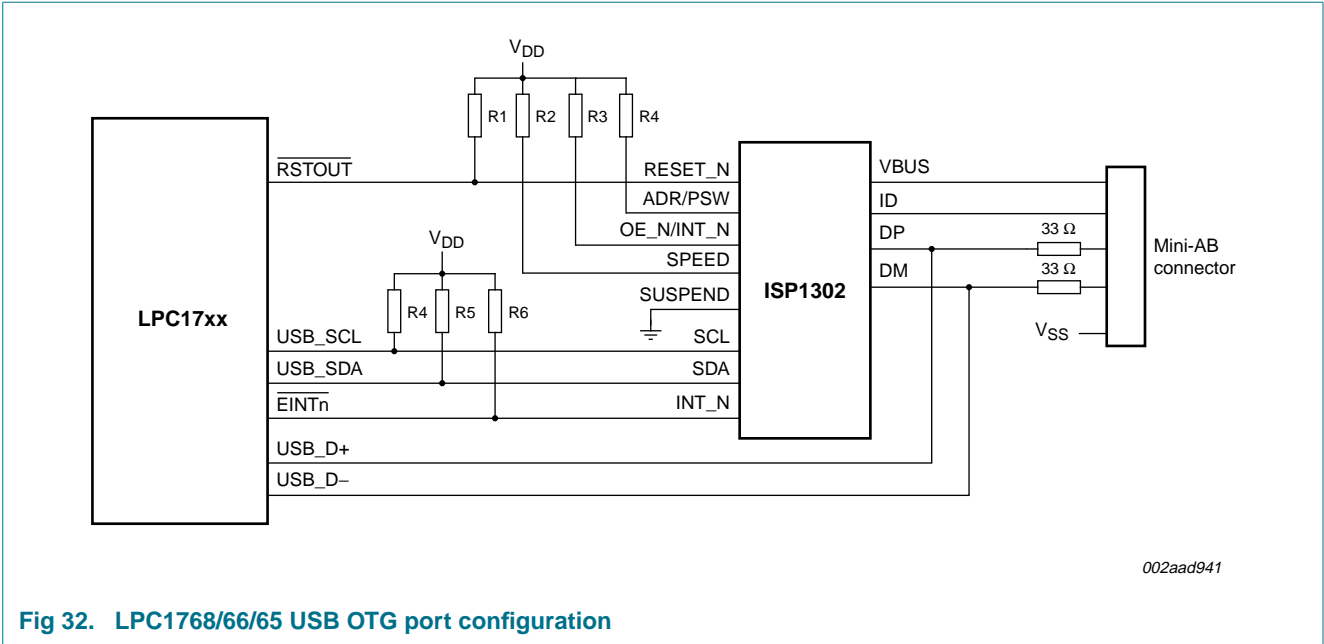 VDD
R1 R2 R3 R4
RSTOUT RESET_N VBUS
ADR/PSW ID
OE_N/INT_N DP 33 Ω
SPEED DM 33 Ω
Mini-AB
connector
VDD
SUSPEND
LPC17xx
ISP1302
R4 R5 R6
VSS
USB_SCL SCL
USB_SDA SDA
EINTn INT_N
USB_D+
USB_D−
002aad941
Fig 32. LPC1768/66/65 USB OTG port configuration